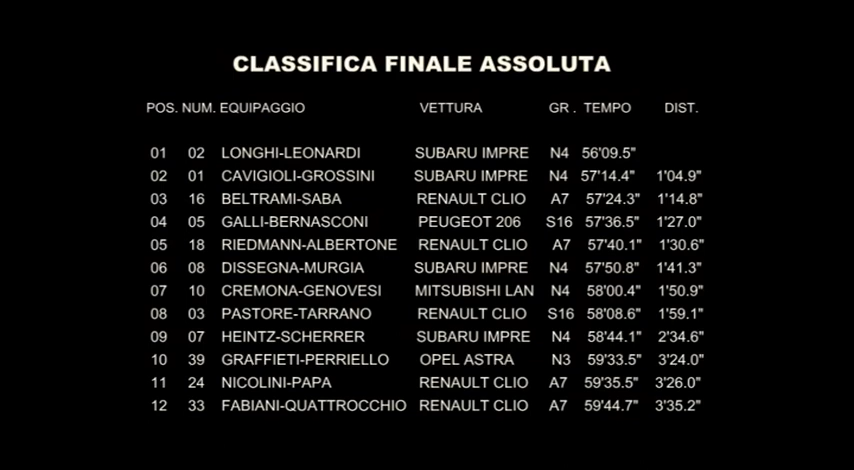 CLASSIFICA FINALE ASSOLUTA
POS. NUM. EQUIPAGGIO VETTURA GR . TEMPO DIST.
01 02 LONGHI-LEONARDI SUBARU IMPRE N4 56'09.5"
02 01 CAVIGIOLI-GROSSINI SUBARU IMPRE N4 57'14.4" 1'04.9"
03 16 BELTRAMI-SABA RENAULT CLIO A7 57'24.3" 1'14.8"
04 05 GALLI-BERNASCONI PEUGEOT 206 S16 57'36.5" 1'27.0"
05 18 RIEDMANN-ALBERTONE RENAULT CLIO A7 57'40.1" 1'30.6"
06 08 DISSEGNA-MURGIA SUBARU IMPRE N4 57'50.8" 1'41.3"
07 10 CREMONA-GENOVESI MITSUBISHI LAN N4 58'00.4" 1'50.9"
08 03 PASTORE-TARRANO RENAULT CLIO S16 58'08.6" 1'59.1"
09 07 HEINTZ-SCHERRER SUBARU IMPRE N4 58'44.1" 2'34.6"
10 39 GRAFFIETI-PERRIELLO OPEL ASTRA N3 59'33.5" 3'24.0"
11 24 NICOLINI-PAPA RENAULT CLIO A7 59'35.5" 3'26.0"
12 33 FABIANI-QUATTROCCHIO RENAULT CLIO A7 59'44.7" 3'35.2"